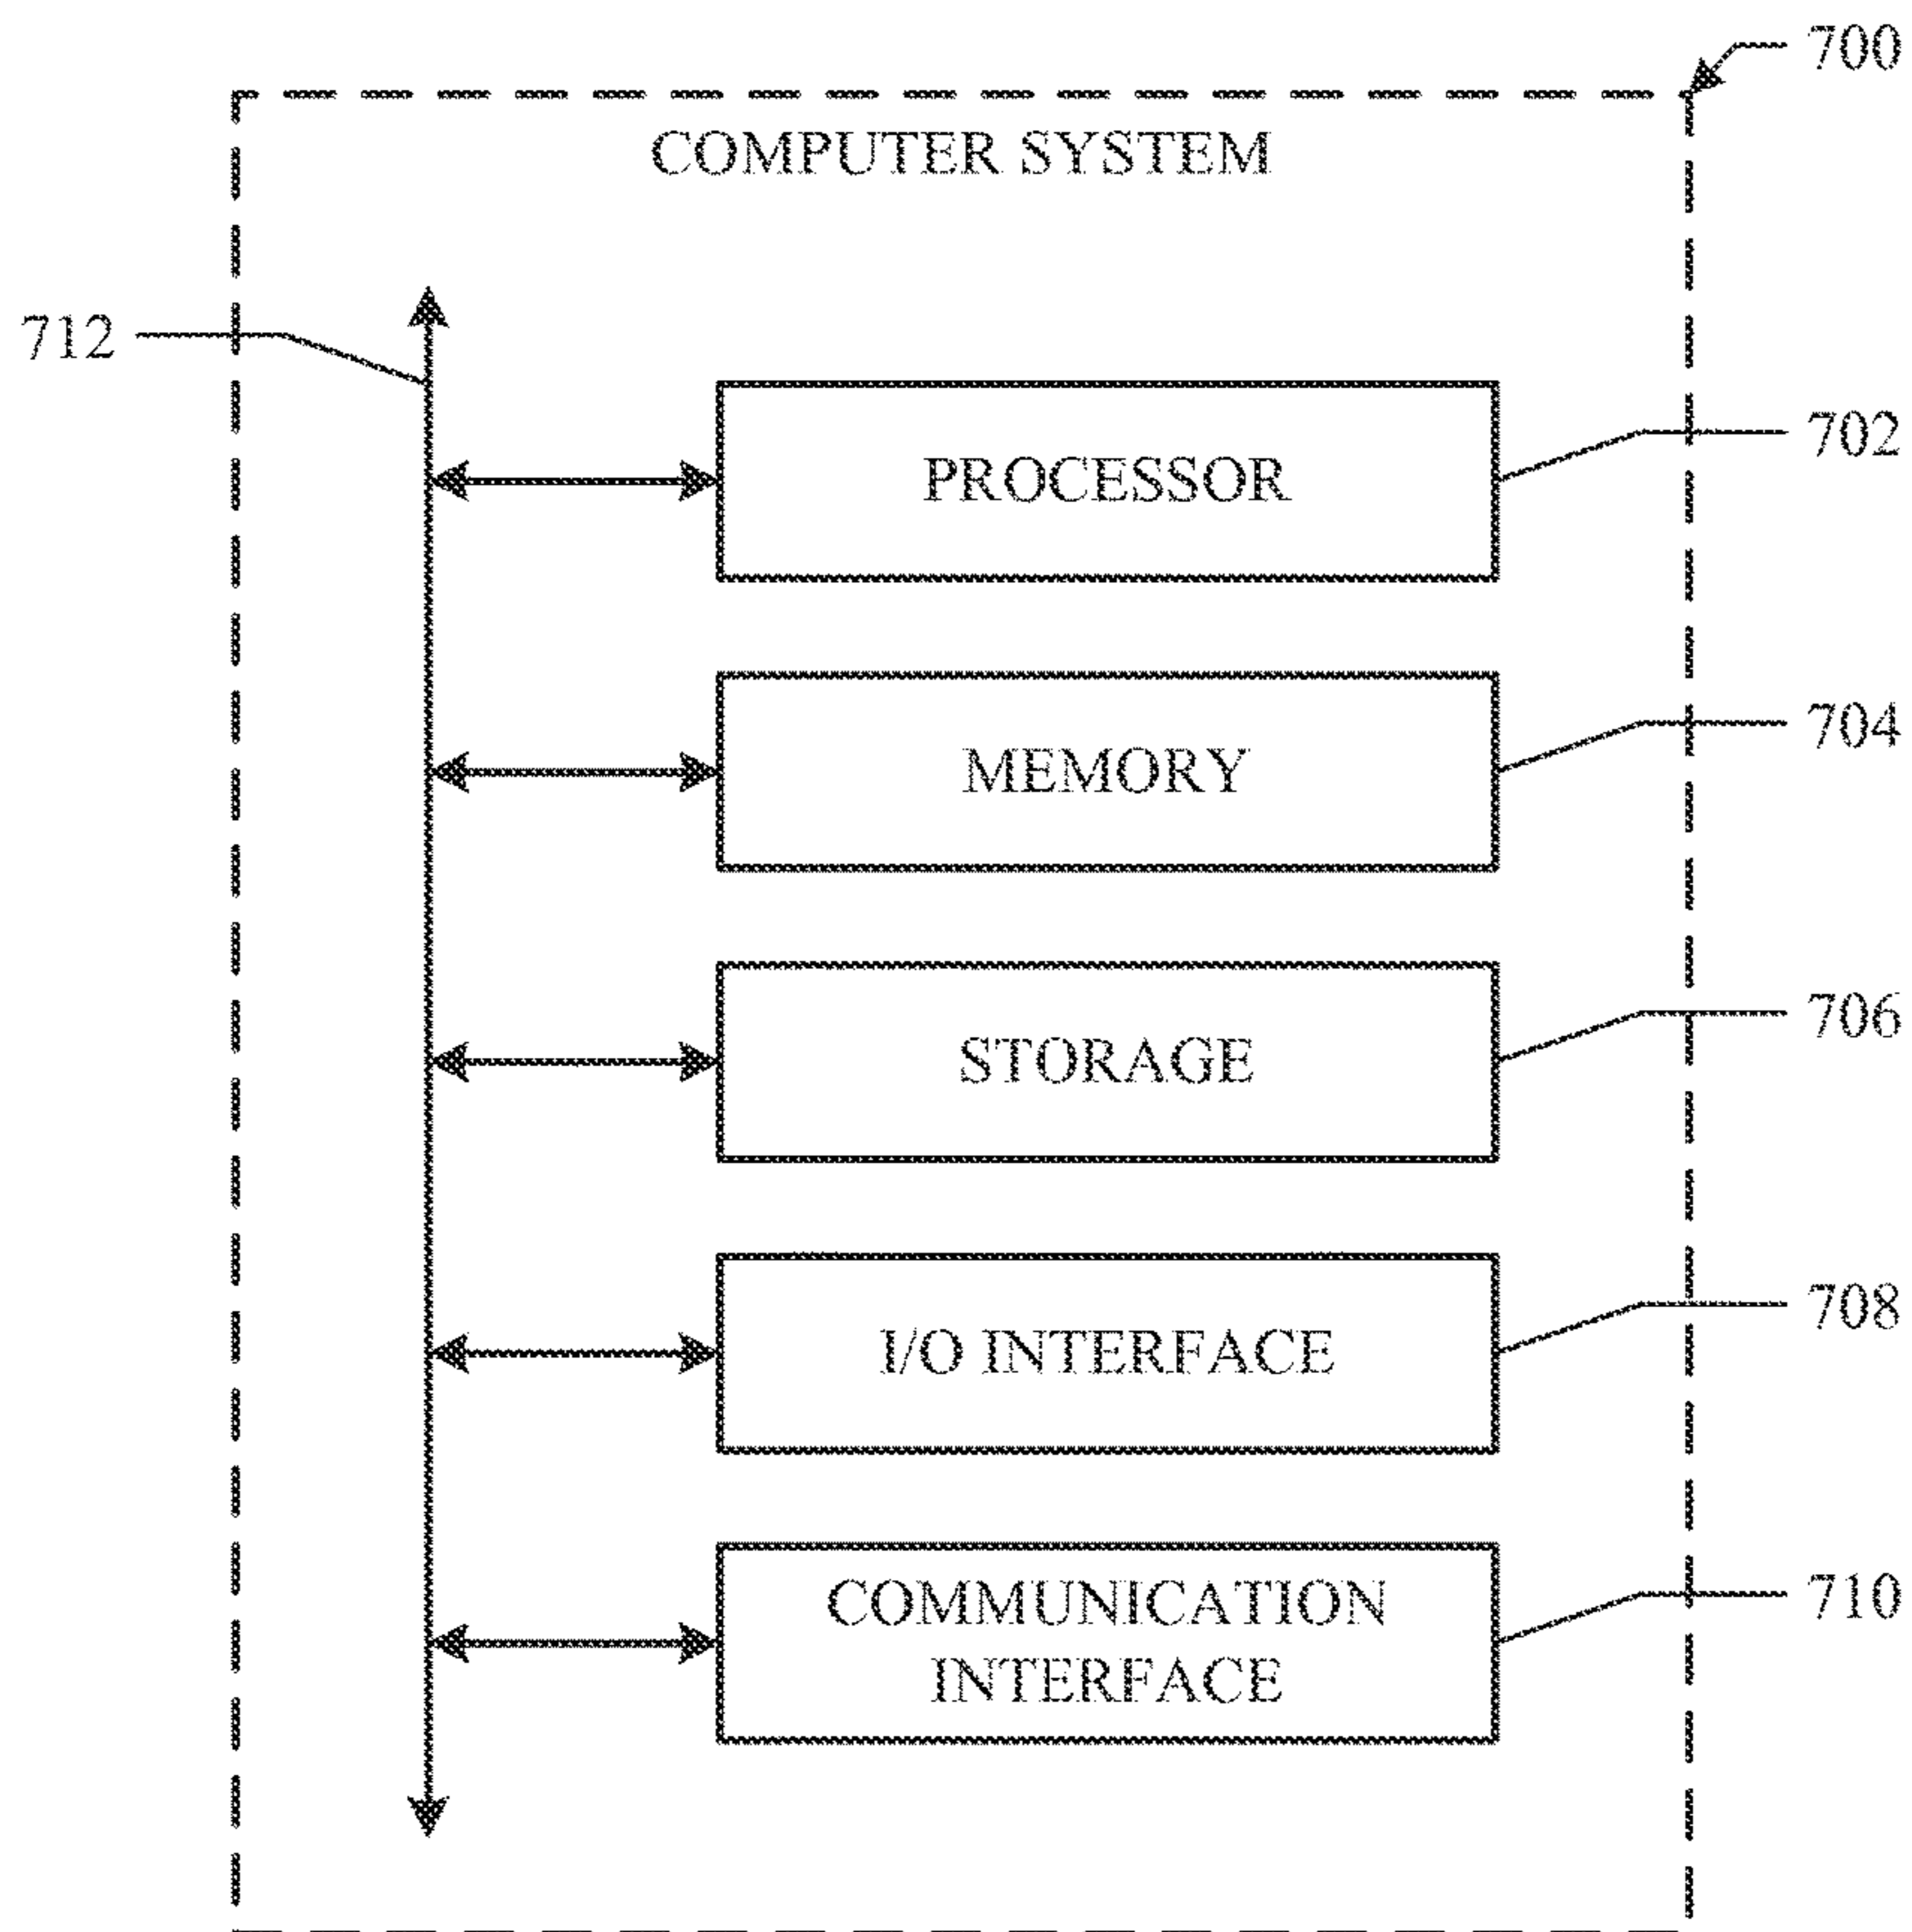 700
COMPUTER SYSTEM
712
PROCESSOR
702
MEMORY
704
STORAGE
706
I/O INTERFACE
708
COMMUNICATION
INTERFACE
710